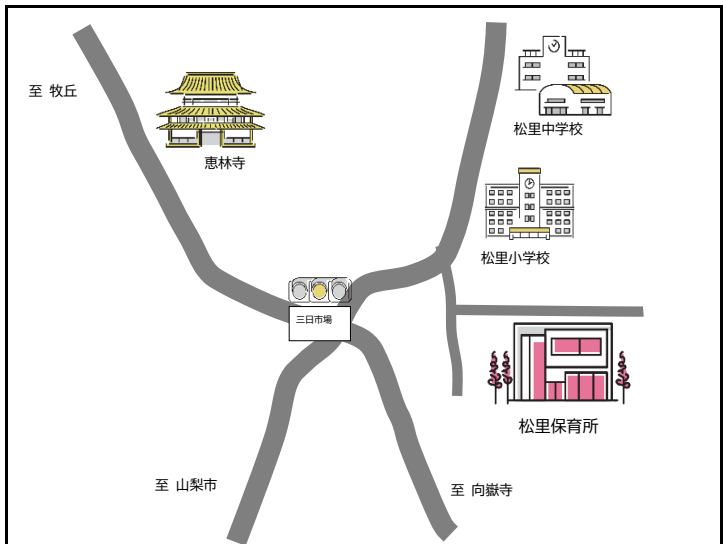 至 牧丘
恵林寺
松里中学校
松里小学校
三日市場
松里保育所
至 山梨市
至 向嶽寺